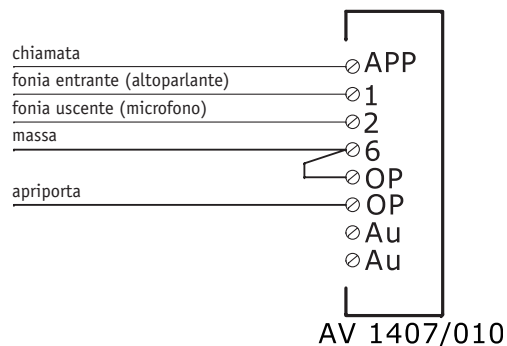 chiamata
APP
fonia entrante (altoparlante)
1
fonia uscente (microfono)
2
massa
6
OP
apriporta
OP
Au
Au
AV 1407/010